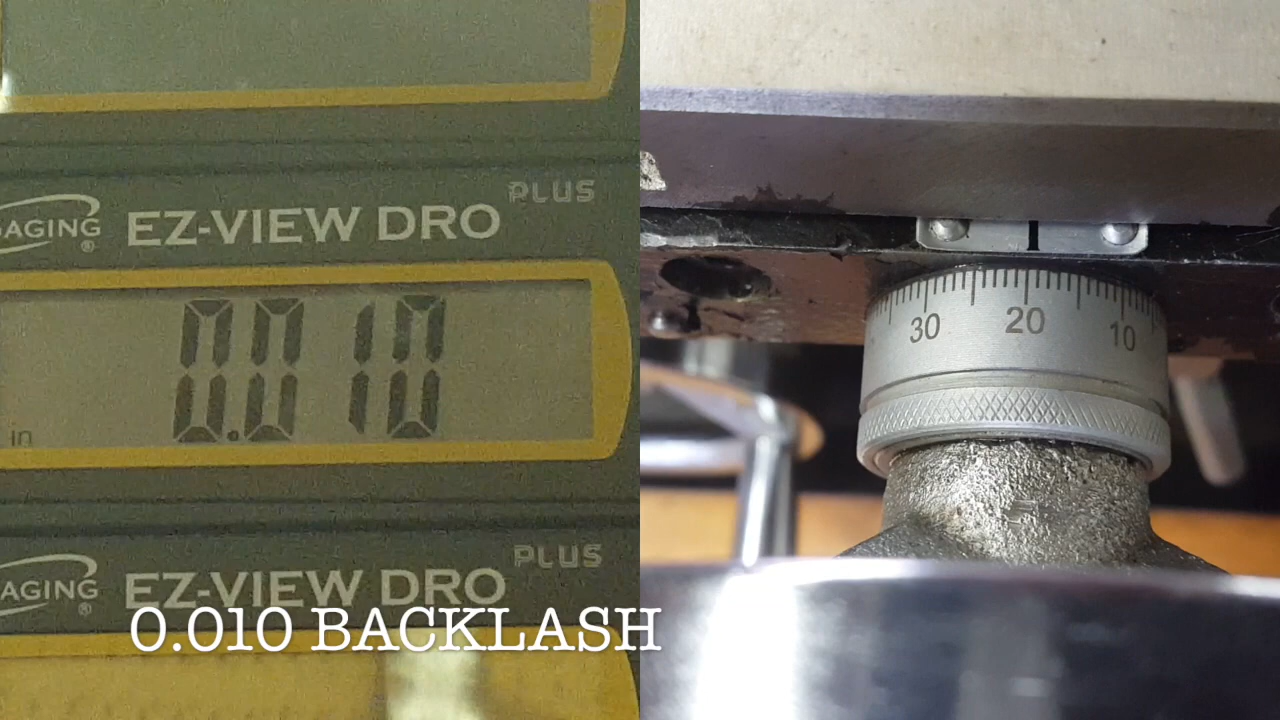 PLUS
AGING® EZ-VIEW DRO
0.010
in
30 20 10
PLUS
AGING® EZ-VIEW DRO
0.010 BACKLASH